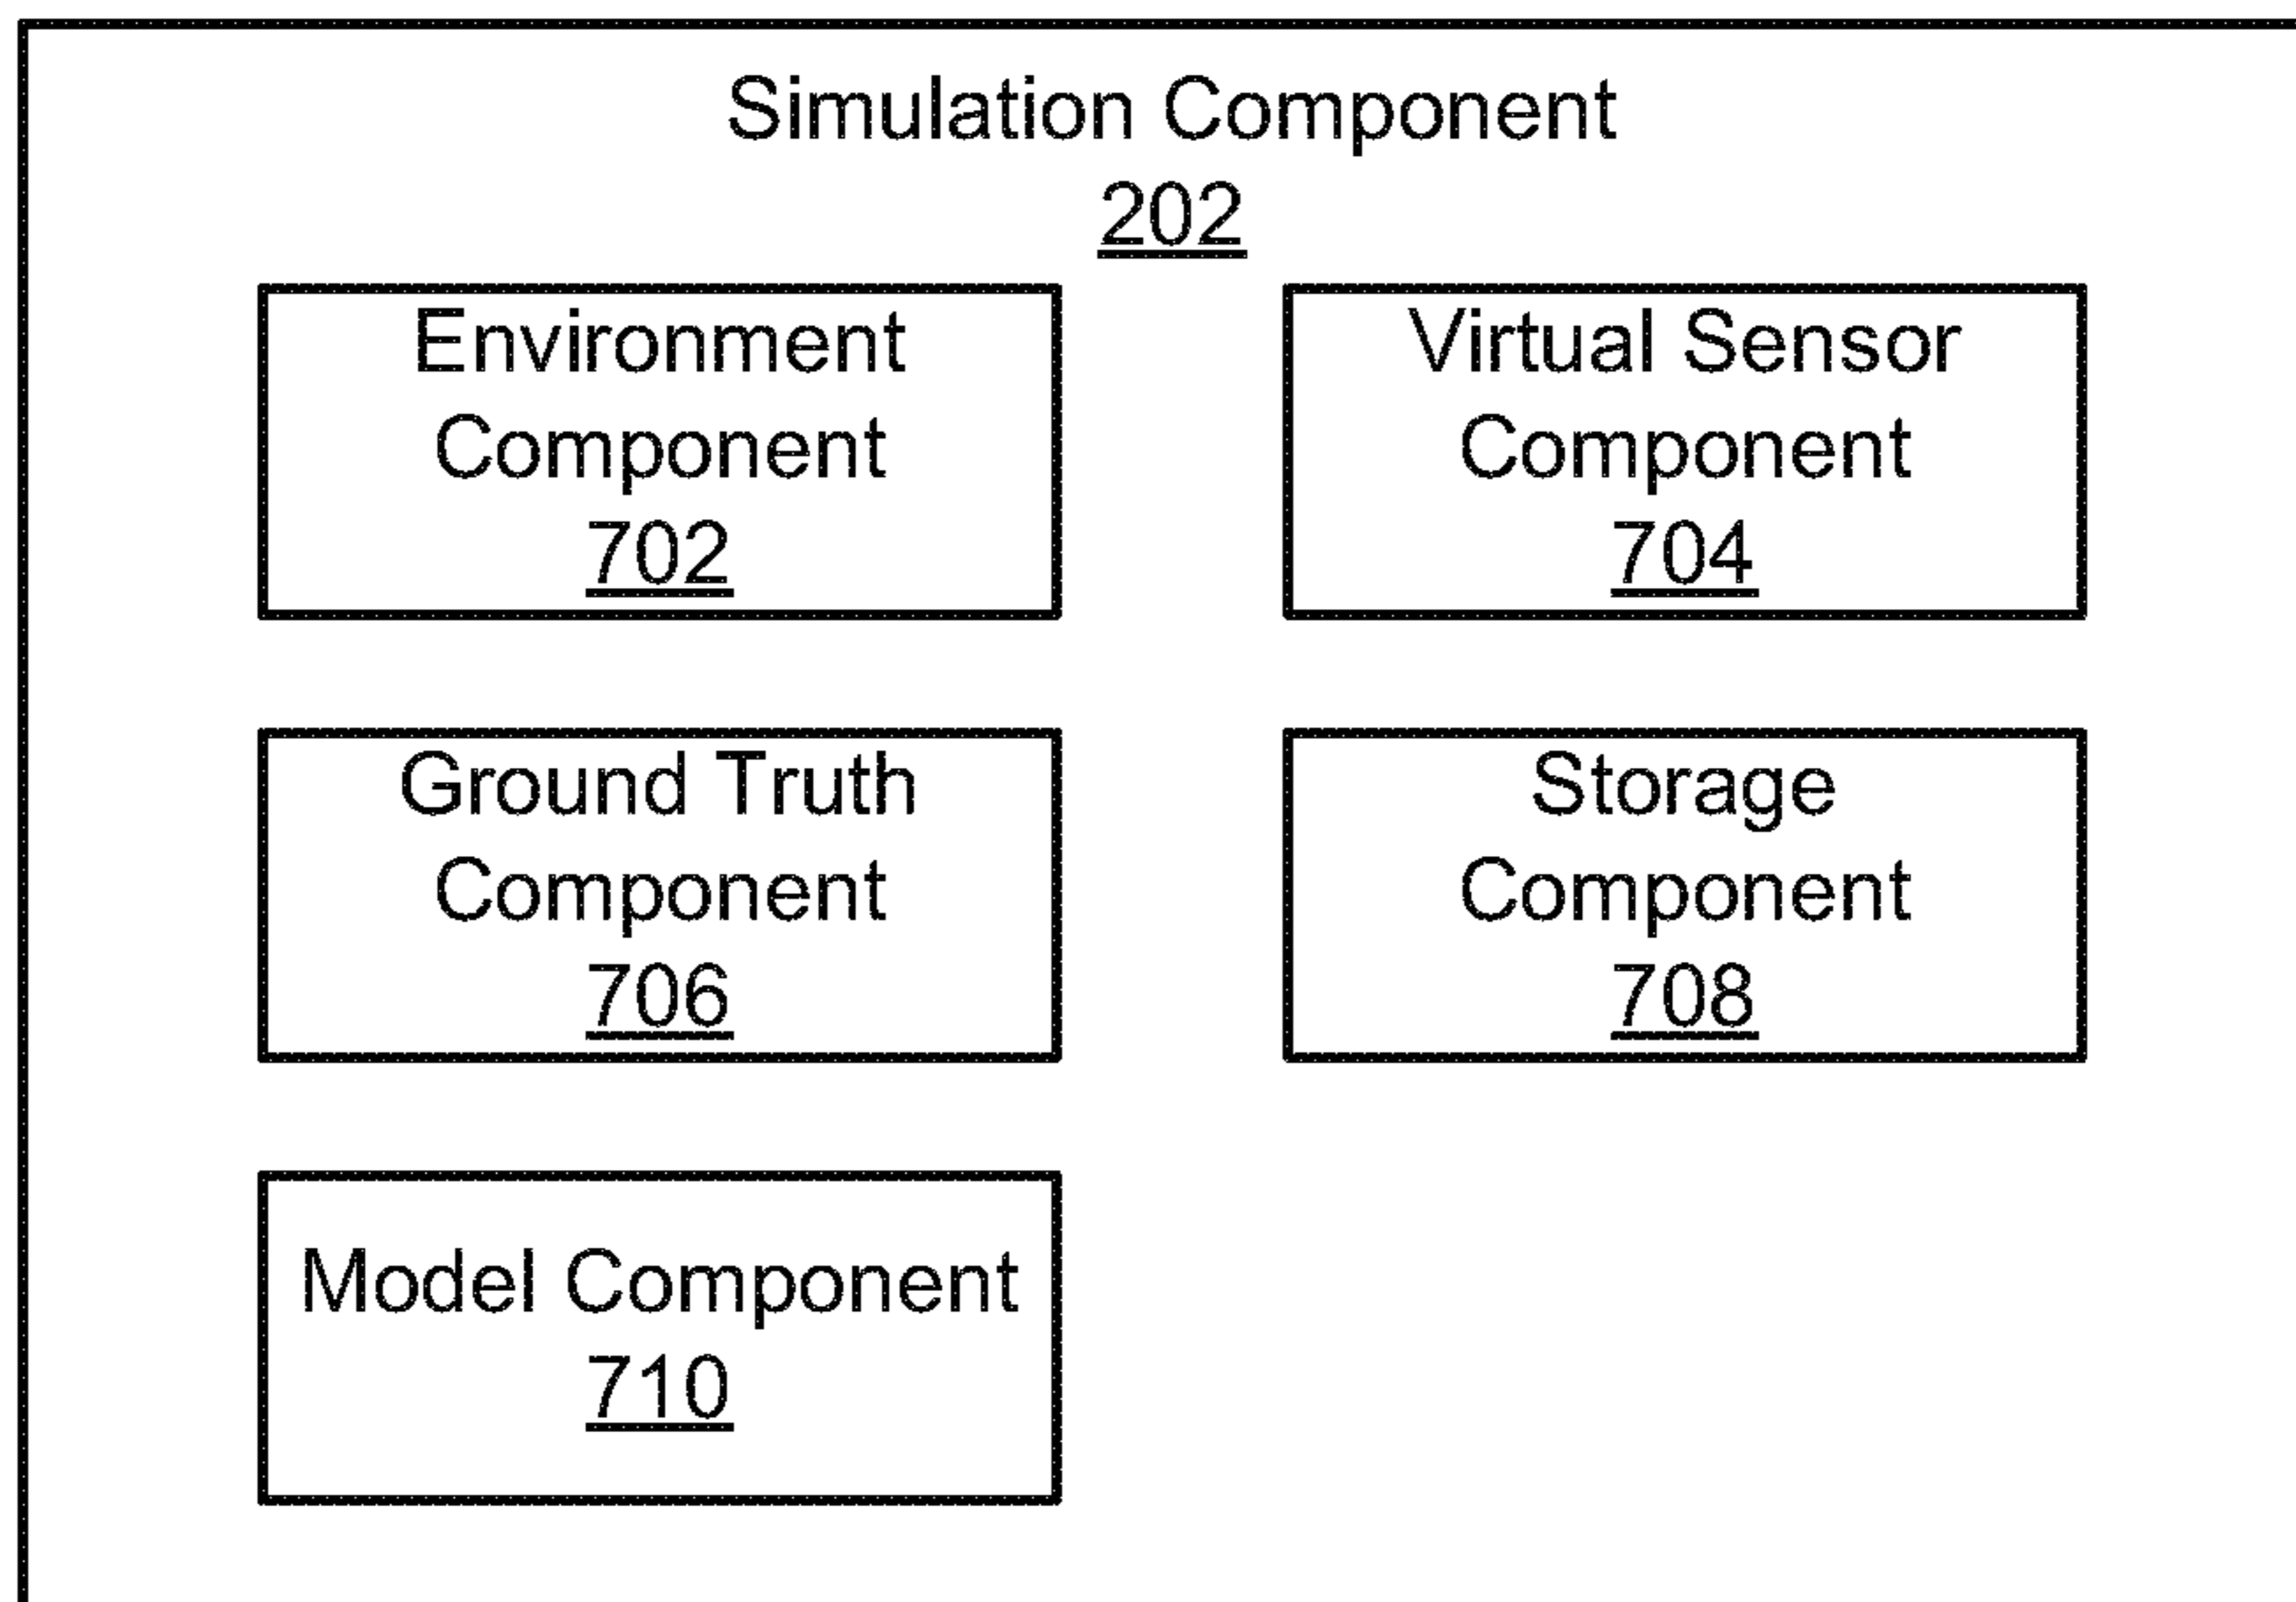 Simulation Component
202
Environment
Component
702
Virtual Sensor
Component
704
Ground Truth
Component
706
Storage
Component
708
Model Component
710